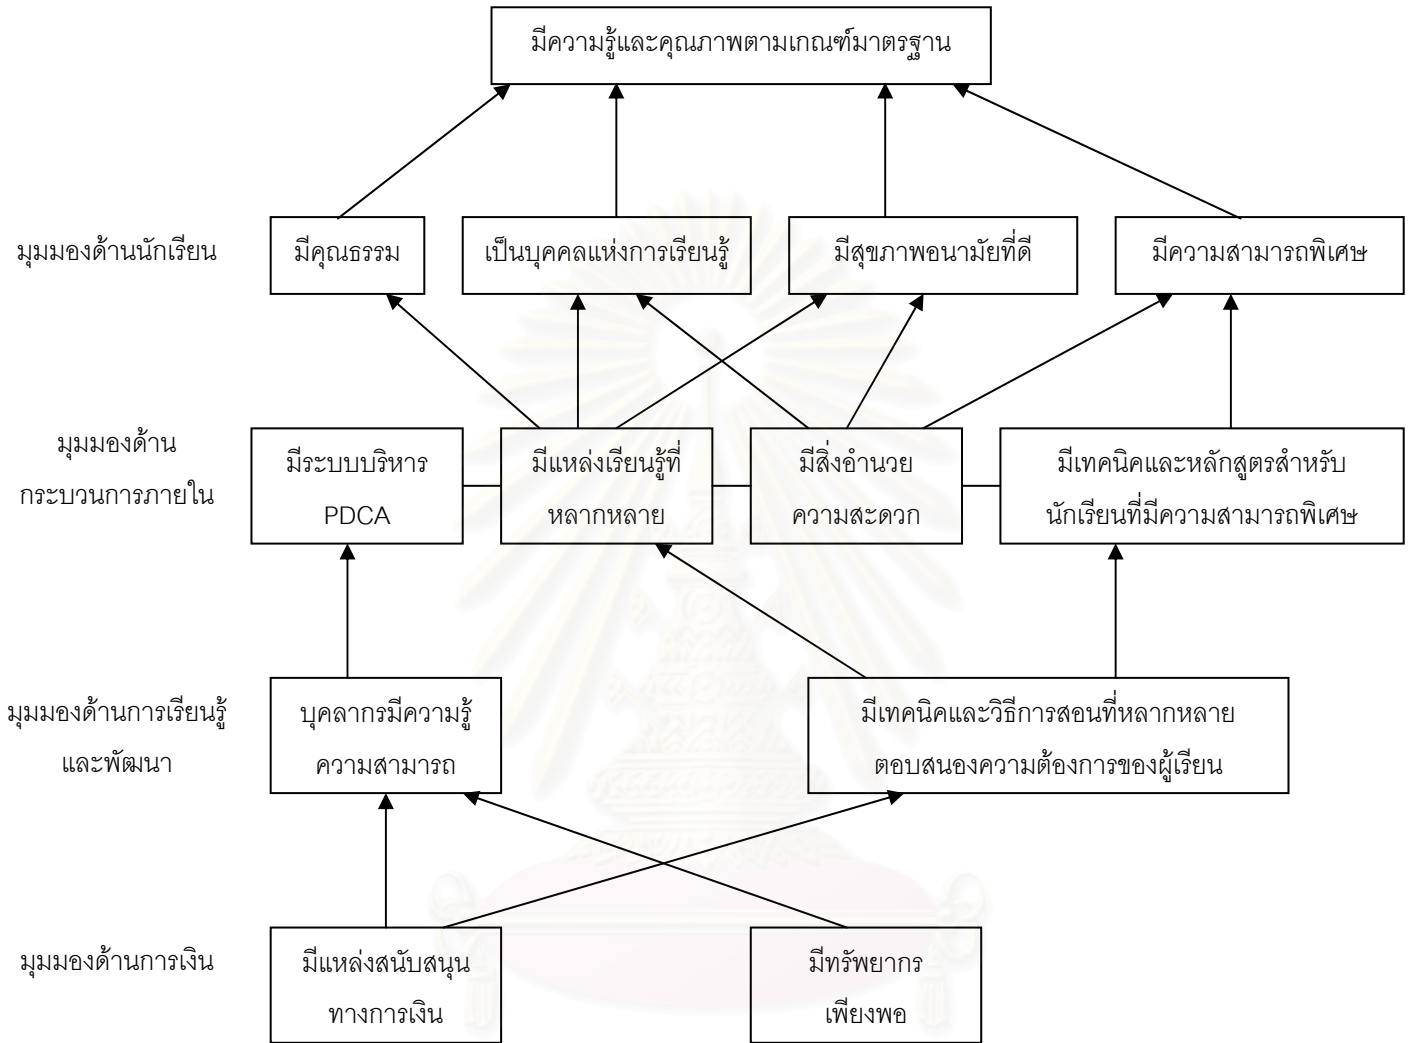 มีความรู้และคุณภาพตามเกณฑ์มาตรฐาน
มุมมองด้านนักเรียน
มีคุณธรรม
เป็นบุคคลแห่งการเรียนรู้
มีสุขภาพอนามัยที่ดี
มีความสามารถพิเศษ
มุมมองด้าน
กระบวนการภายใน
มีระบบบริหาร
PDCA
มีแหล่งเรียนรู้ที่
หลากหลาย
มีสิ่งอำนวย
ความสะดวก
มีเทคนิคและหลักสูตรสำหรับ
นักเรียนที่มีความสามารถพิเศษ
มุมมองด้านการเรียนรู้
และพัฒนา
บุคลากรมีความรู้
ความสามารถ
มีเทคนิคและวิธีการสอนที่หลากหลาย
ตอบสนองความต้องการของผู้เรียน
มุมมองด้านการเงิน
มีแหล่งสนับสนุน
ทางการเงิน
มีทรัพยากร
เพียงพอ